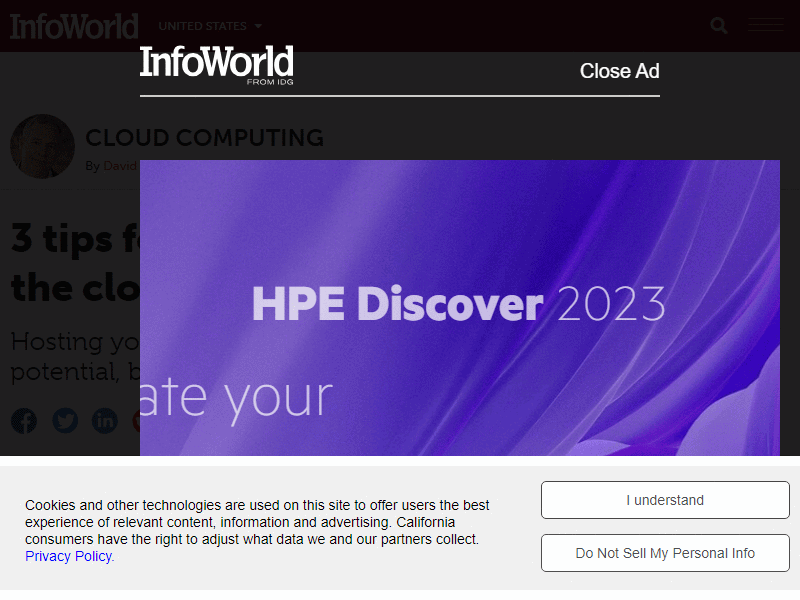 InfoWorld UNITED STATES
InfoWorld
FROM IDG
Close Ad
CLOUD COMPUTING
By David
3 tips f
the clo
Hosting yo
potential, b
HPE Discover 2023
ate your
Cookies and other technologies are used on this site to offer users the best
experience of relevant content, information and advertising. California
consumers have the right to adjust what data we and our partners collect.
Privacy Policy.
I understand
Do Not Sell My Personal Info